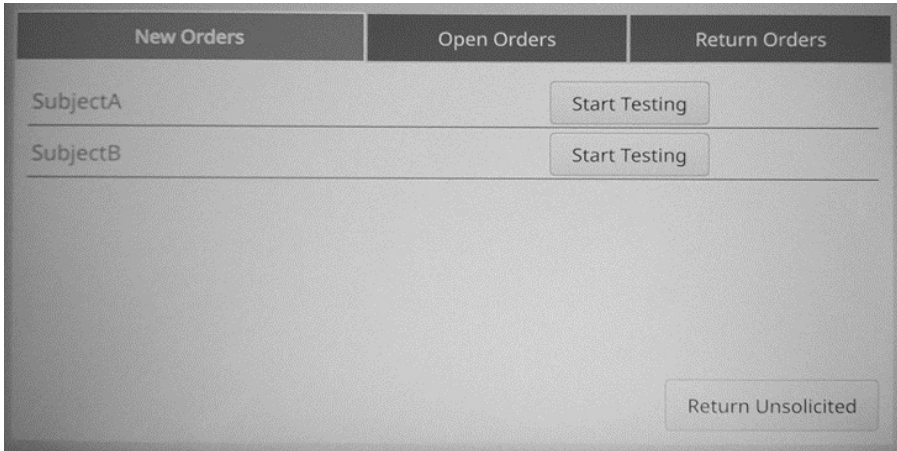 New Orders Open Orders Return Orders
SubjectA Start Testing
SubjectB Start Testing
Return Unsolicited